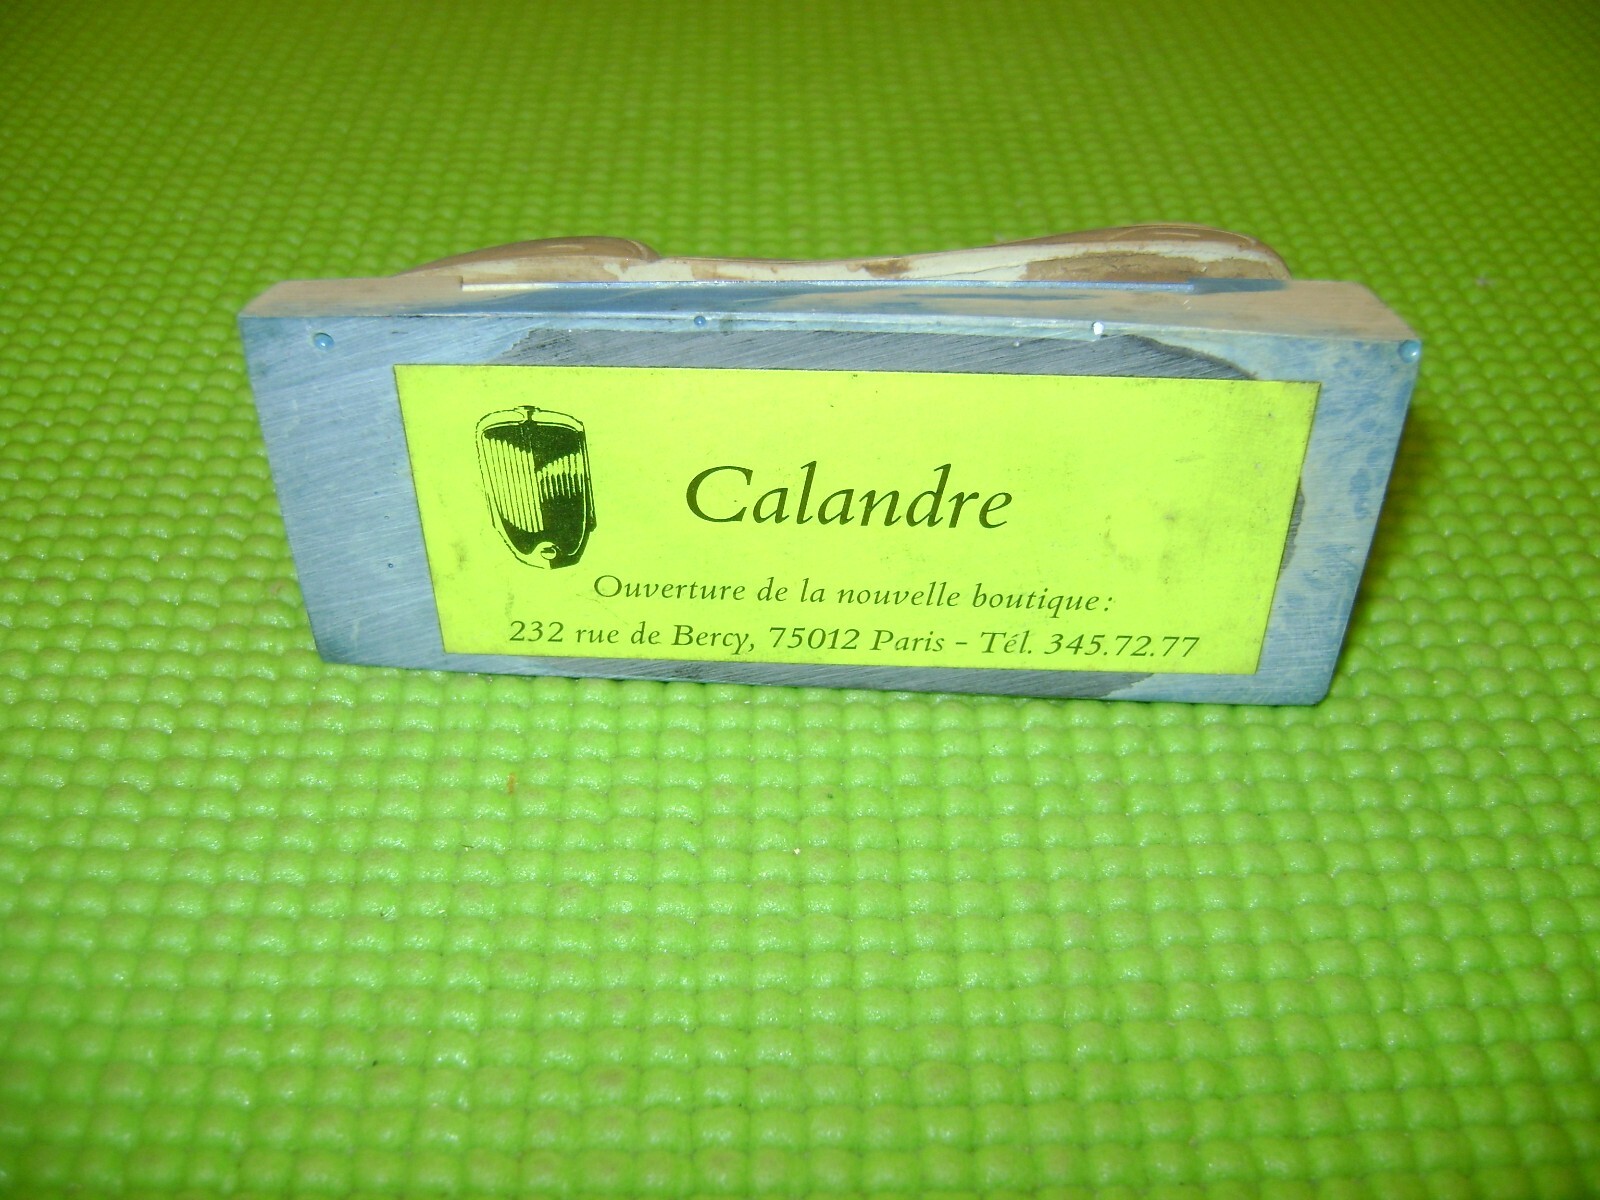 Calandre
Ouverture de la nouvelle boutique:
232 rue de Bercy, 75012 Paris - Tél. 345.72.77